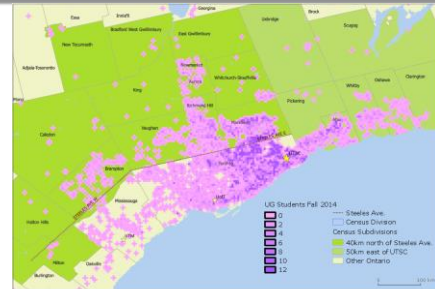 Georgina
Essa
Innisfil
Bradford West Gwillimbury
East Gwillimbury
Uxbridge
Brock
Scugog
New Tecumseth
Adjala-Tosorontio
Newmarket
Aurora
Whitchurch-Stouffville
King
Richmond Hill
Pickering
Whitby
Oshawa
Clarington
Caledon
Vaughan
Markham
Brampton
Mississauga
Halton Hills
Milton
Oakville
Burlington
UG Students Fall 2014
0
2
4
6
8
10
12
Steeles Ave.
Census Division
Census Subdivisions
40km north of Steeles Ave.
50km east of UTSC
Other Ontario